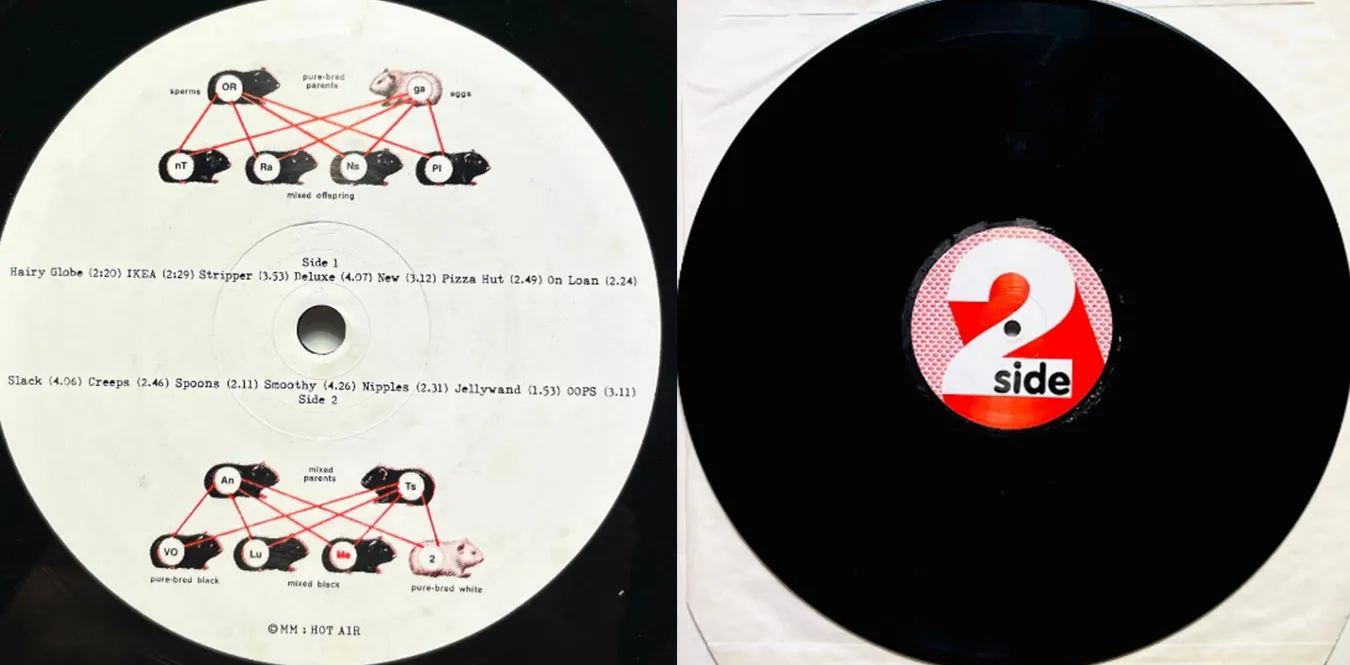 pure-bred
parents
sperms OR ga eggs
nT Ra Ns Pl
mixed offspring
Side 1
Hairy Globe (2:20) IKEA (2:29) Stripper (3.53) Deluxe (4.07) New (3.12) Pizza Hut (2.49) On Loan (2.24)
Slack (4.06) Creeps (2.46) Spoons (2.11) Smoothy (4.26) Nipples (2.31) Jellywand (1.53) OOPS (3.11)
Side 2
mixed
parents
An Ts
VO Lu Me 2
pure-bred black mixed black pure-bred white
©MM : HOT AIR
2
side